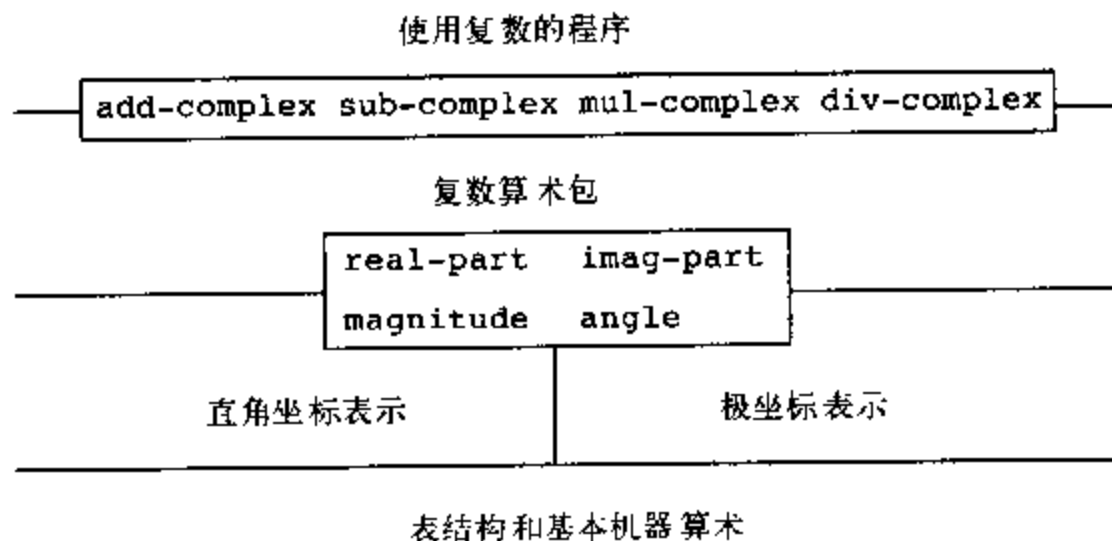 使用复数的程序
add-complex sub-complex mul-complex div-complex
复数算术包
real-part imag-part
magnitude angle
直角坐标表示 极坐标表示
表结构和基本机器算术